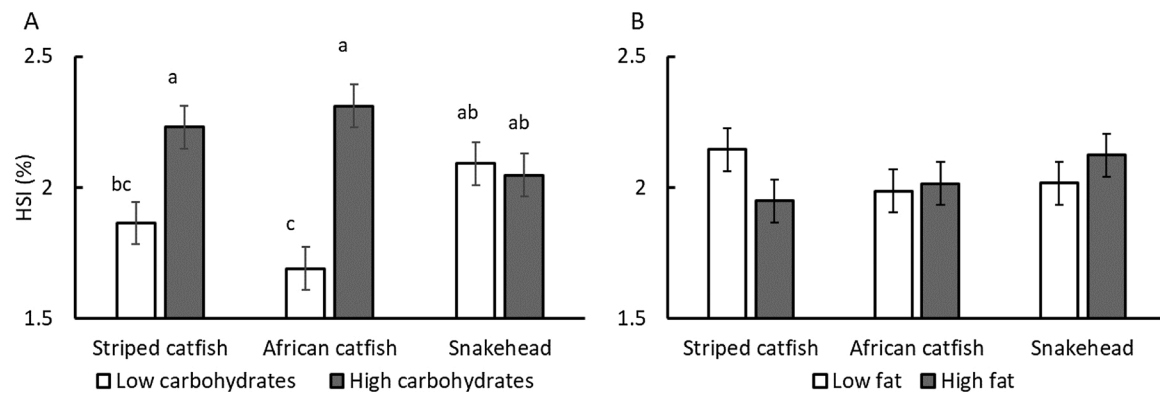 A
B
2.5
2
1.5
HSI (%)
bc
a
c
a
ab
ab
Striped catfish African catfish Snakehead
Low carbohydrates High carbohydrates
2.5
2
1.5
Striped catfish African catfish Snakehead
Low fat High fat